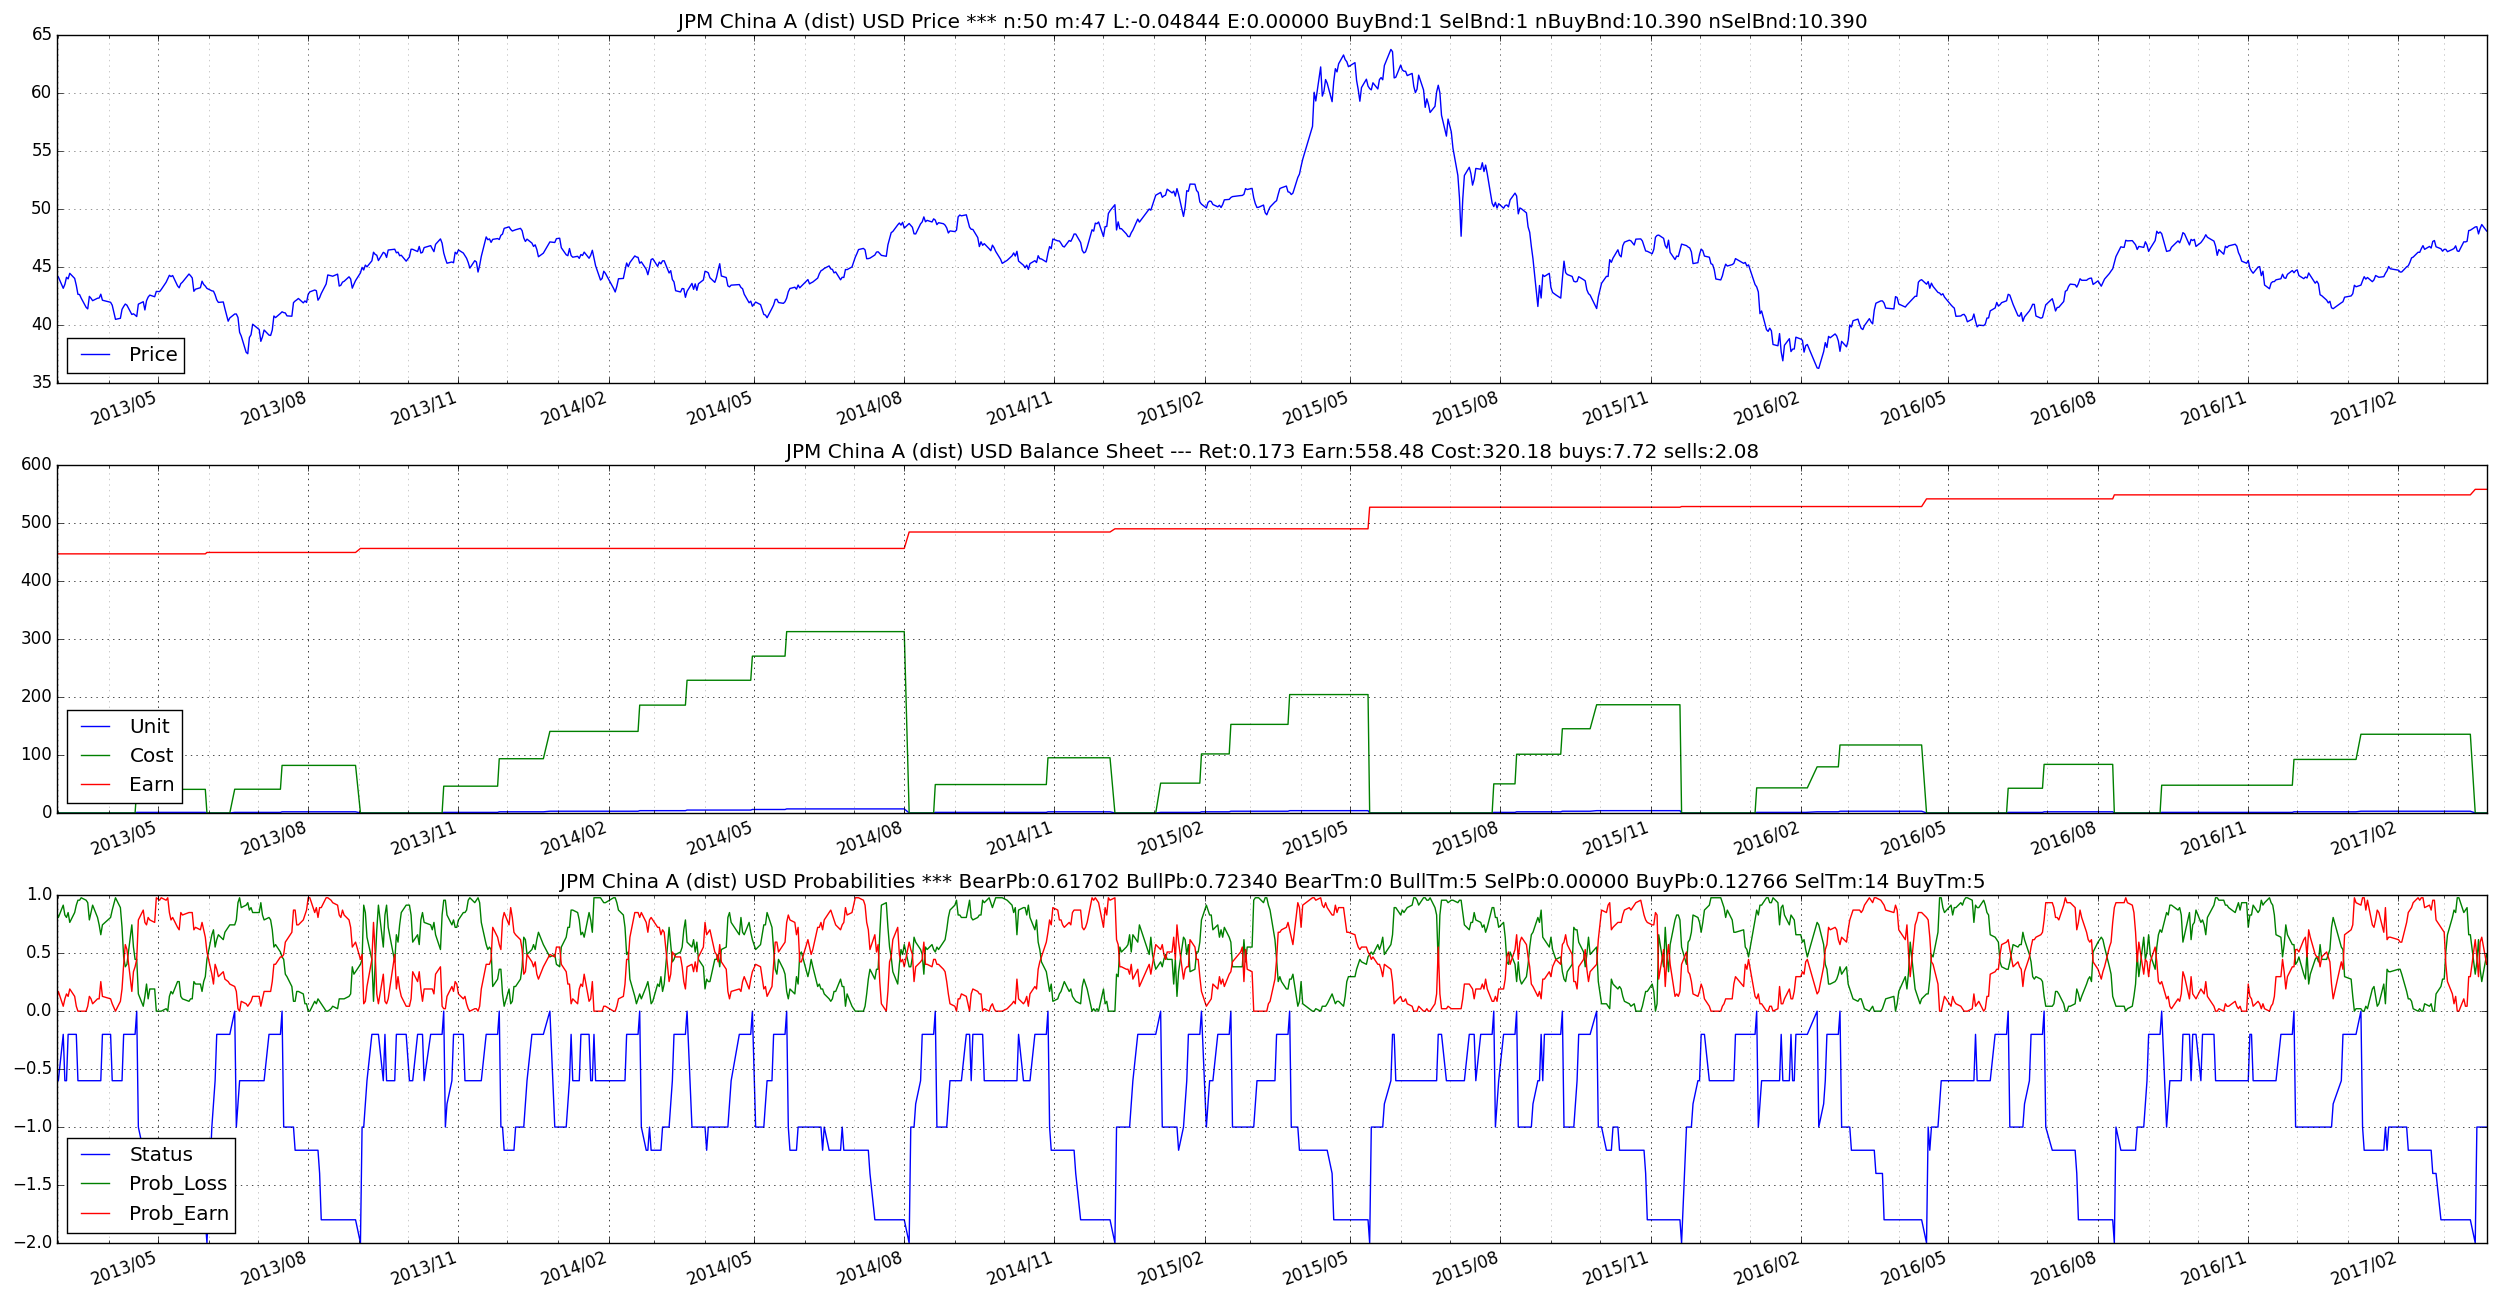 JPM China A (dist) USD Price *** n:50 m:47 L:-0.04844 E:0.00000 BuyBnd:1 SelBnd:1 nBuyBnd:10.390 nSelBnd:10.390
65
60
55
50
45
40
35
Price
2013/05 2013/08 2013/11 2014/02 2014/05 2014/08 2014/11 2015/02 2015/05 2015/08 2015/11 2016/02 2016/05 2016/08 2016/11 2017/02
JPM China A (dist) USD Balance Sheet --- Ret:0.173 Earn:558.48 Cost:320.18 buys:7.72 sells:2.08
600
500
400
300
200
100
0
Unit
Cost
Earn
2013/05 2013/08 2013/11 2014/02 2014/05 2014/08 2014/11 2015/02 2015/05 2015/08 2015/11 2016/02 2016/05 2016/08 2016/11 2017/02
JPM China A (dist) USD Probabilities *** BearPb:0.61702 BullPb:0.72340 BearTm:0 BullTm:5 SelPb:0.00000 BuyPb:0.12766 SelTm:14 BuyTm:5
1.0
0.5
0.0
−0.5
−1.0
−1.5
−2.0
Status
Prob_Loss
Prob_Earn
2013/05 2013/08 2013/11 2014/02 2014/05 2014/08 2014/11 2015/02 2015/05 2015/08 2015/11 2016/02 2016/05 2016/08 2016/11 2017/02